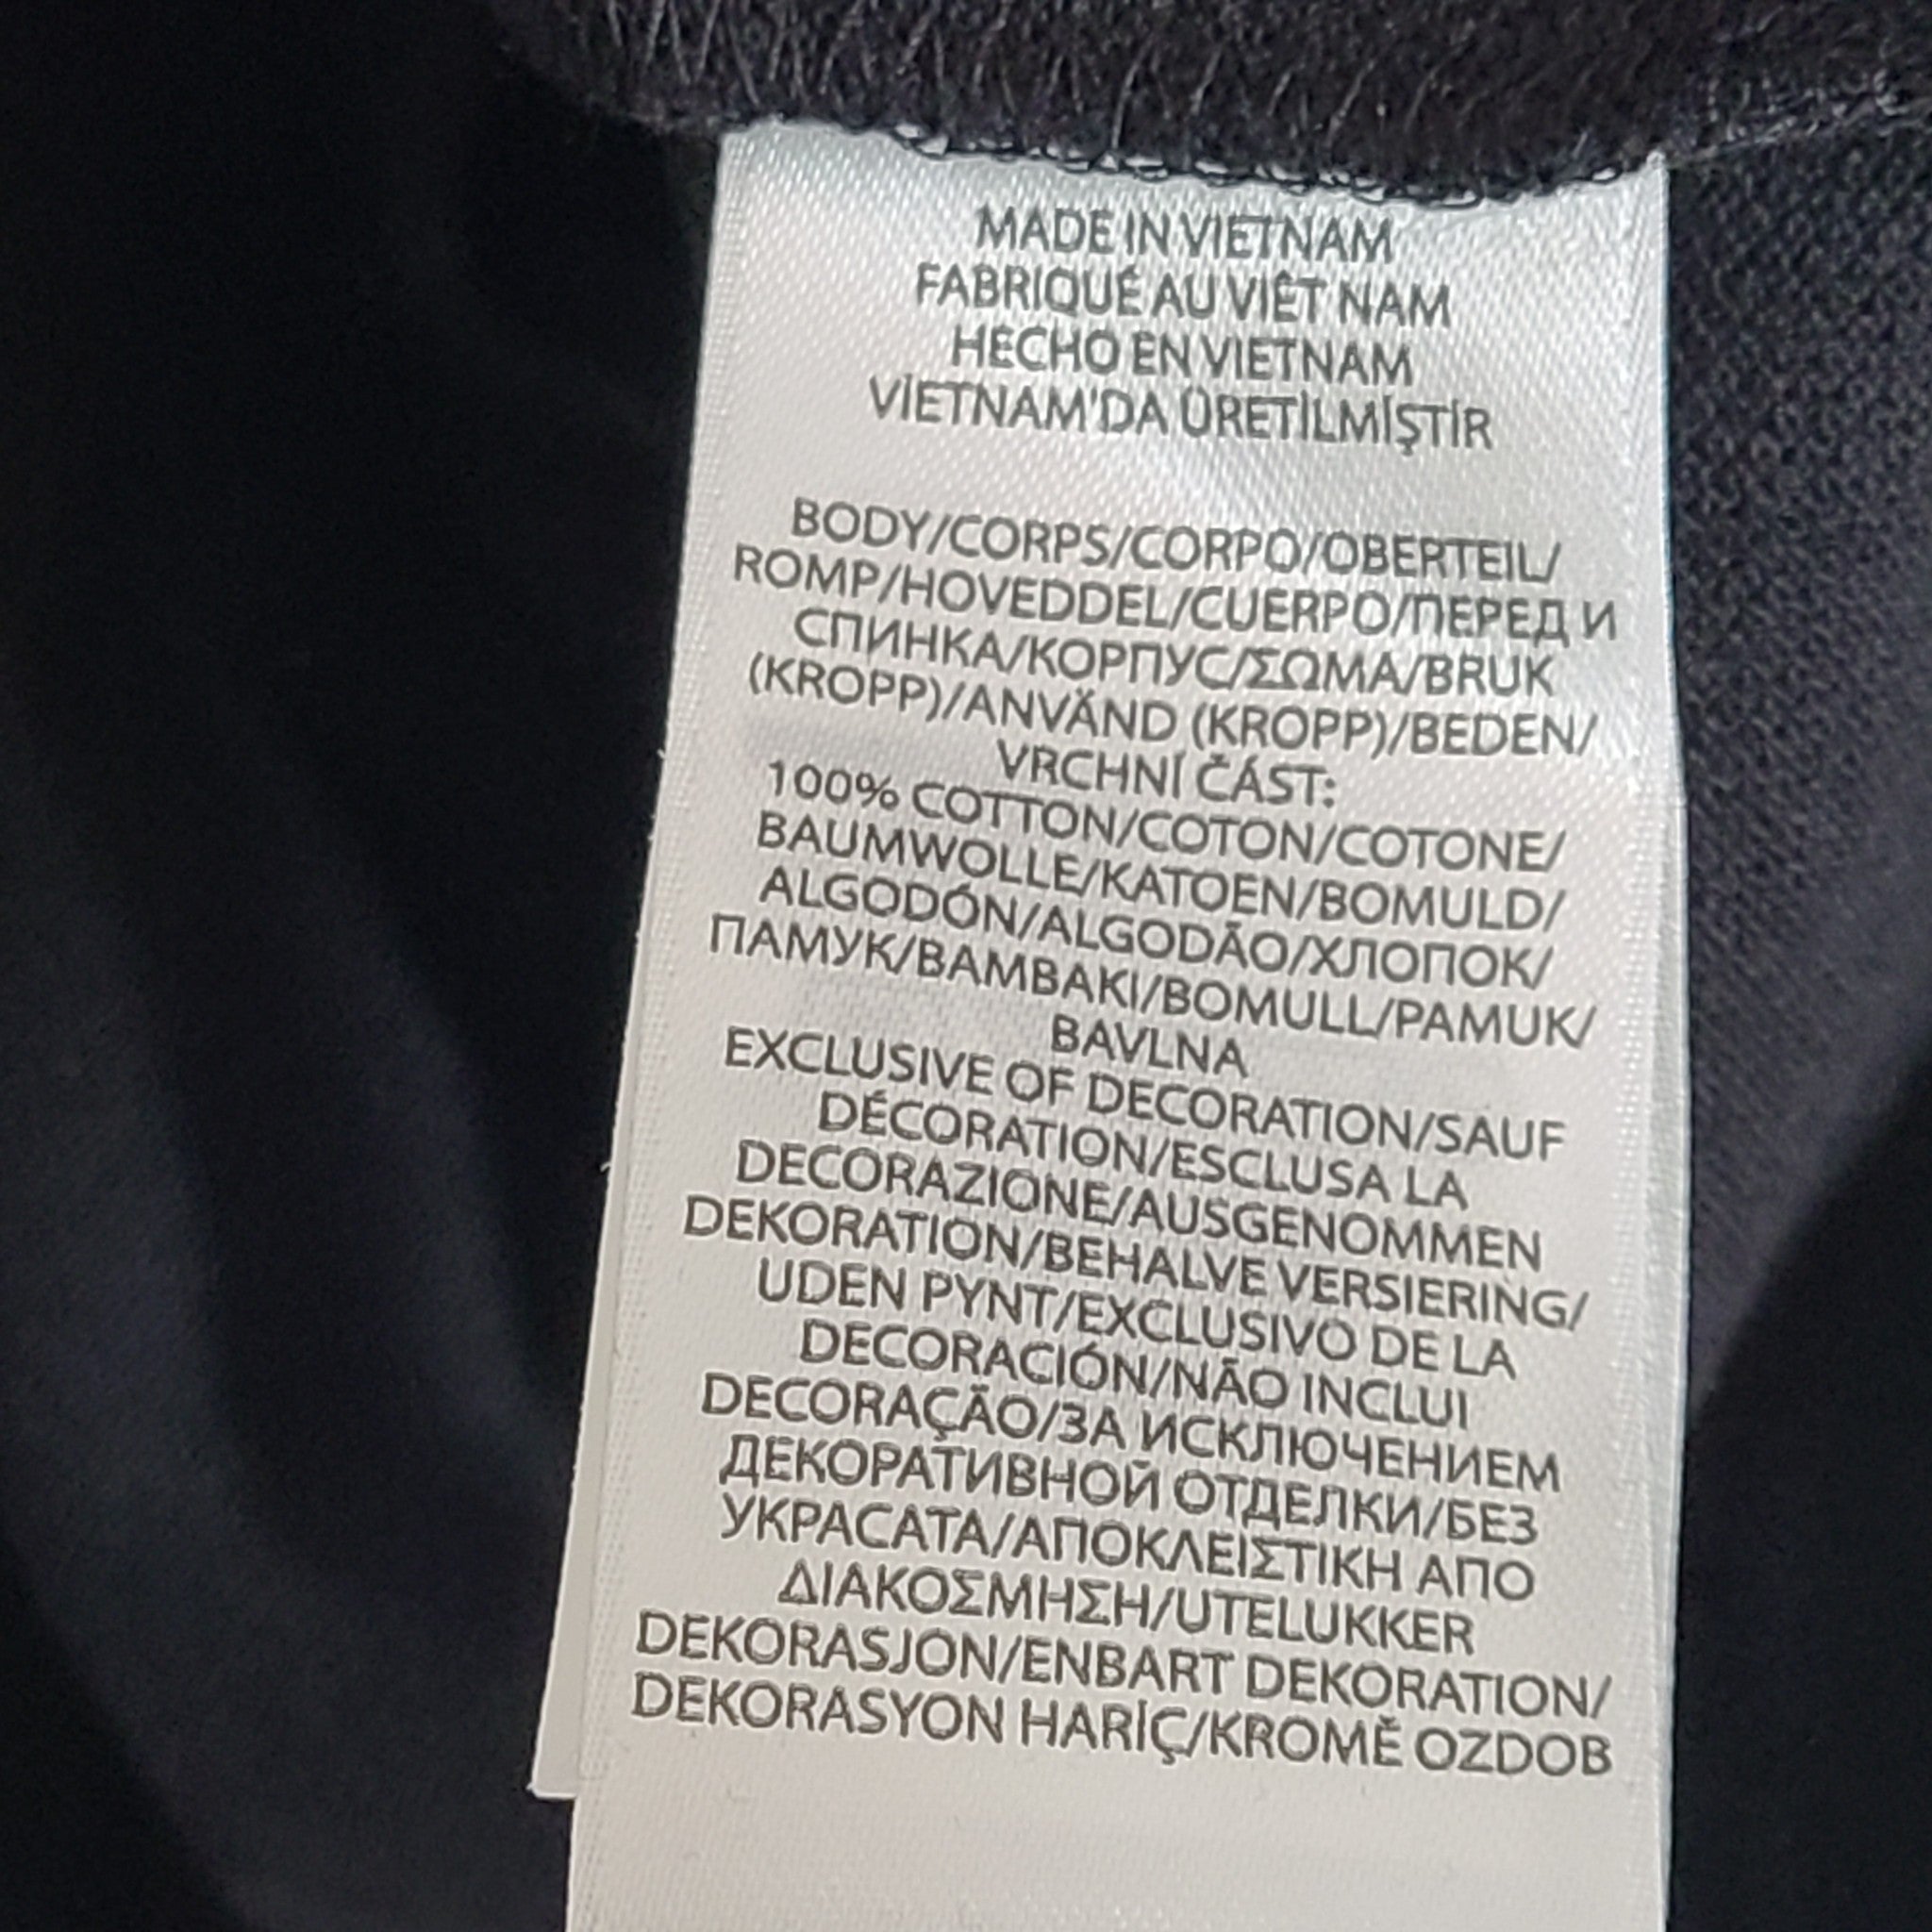 MADE IN VIETNAM
FABRIQUÉ AU VIÊT NAM
HECHO EN VIETNAM
VİETNAM'DA ÜRETİLMİŞTİR
BODY/CORPS/CORPO/OBERTEIL/
ROMP/HOVEDDEL/CUERPO/ПЕРЕД И
СПИНКА/КОРПУС/ΣΩΜΑ/BRUK
(KROPP)/ANVÄND (KROPP)/BEDEN/
VRCHNÍ ČÁST:
100% COTTON/COTON/COTONE/
BAUMWOLLE/KATOEN/BOMULD/
ALGODÓN/ALGODÃO/ХЛОПОК/
ПАМУК/ΒΑΜΒΑΚΙ/BOMULL/PAMUK/
BAVLNA
EXCLUSIVE OF DECORATION/SAUF
DÉCORATION/ESCLUSA LA
DECORAZIONE/AUSGENOMMEN
DEKORATION/BEHALVE VERSIERING/
UDEN PYNT/EXCLUSIVO DE LA
DECORACIÓN/NÃO INCLUI
DECORAÇÃO/ЗА ИСКЛЮЧЕНИЕМ
ДЕКОРАТИВНОЙ ОТДЕЛКИ/БЕЗ
УКРАСАТА/ΑΠΟΚΛΕΙΣΤΙΚΗ ΑΠΟ
ΔΙΑΚΟΣΜΗΣΗ/UTELUKKER
DEKORASJON/ENBART DEKORATION/
DEKORASYON HARİÇ/KROMĚ OZDOB